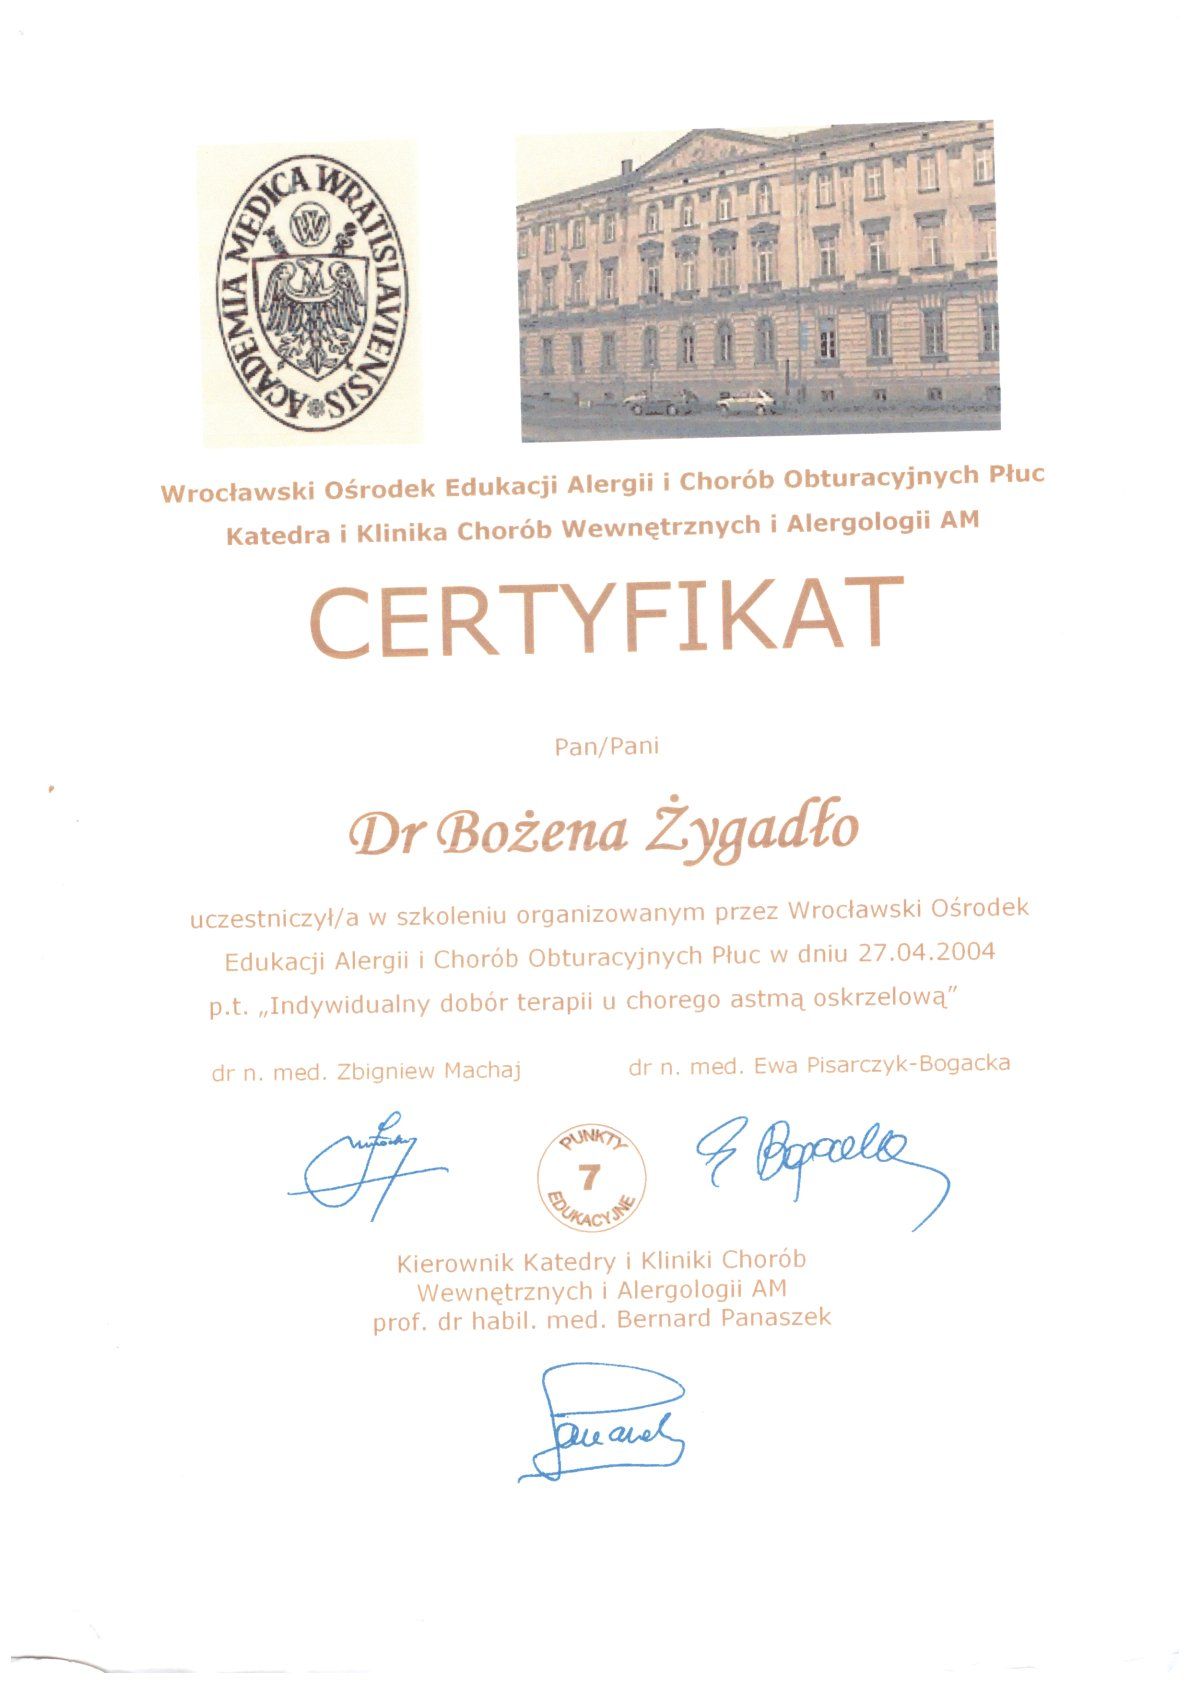 ACADEMIA MEDICA WRATISLAVIENSIS
W
Wrocławski Ośrodek Edukacji Alergii i Chorób Obturacyjnych Płuc
Katedra i Klinika Chorób Wewnętrznych i Alergologii AM
CERTYFIKAT
Pan/Pani
Dr Bożena Żygadło
uczestniczył/a w szkoleniu organizowanym przez Wrocławski Ośrodek
Edukacji Alergii i Chorób Obturacyjnych Płuc w dniu 27.04.2004
p.t. „Indywidualny dobór terapii u chorego astmą oskrzelową”
dr n. med. Zbigniew Machaj
dr n. med. Ewa Pisarczyk-Bogacka
PUNKTY
7
EDUKACYJNE
Kierownik Katedry i Kliniki Chorób
Wewnętrznych i Alergologii AM
prof. dr habil. med. Bernard Panaszek